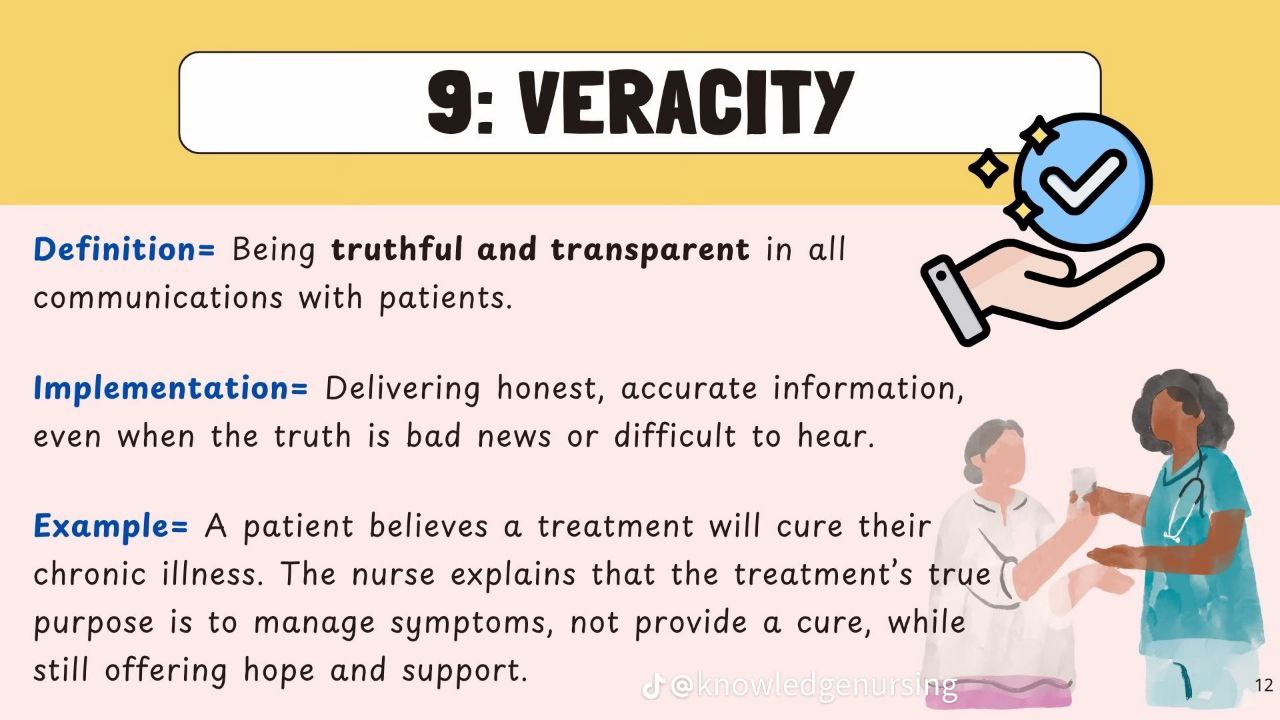 9: VERACITY
Definition= Being truthful and transparent in all
communications with patients.
Implementation= Delivering honest, accurate information,
even when the truth is bad news or difficult to hear.
Example= A patient believes a treatment will cure their
chronic illness. The nurse explains that the treatment’s true
purpose is to manage symptoms, not provide a cure, while
still offering hope and support.
@knowledgenursing
12